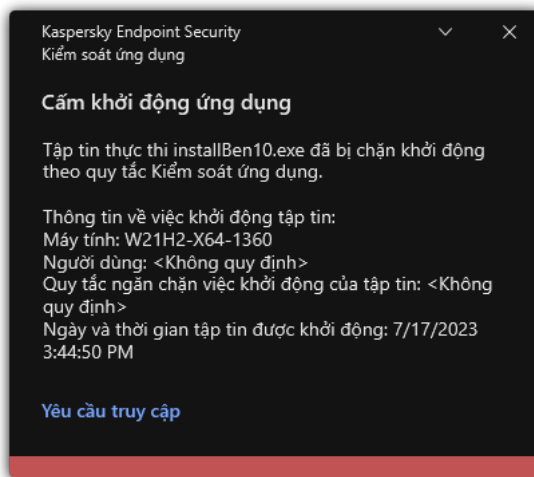 Kaspersky Endpoint Security
Kiểm soát ứng dụng
Cấm khởi động ứng dụng
Tập tin thực thi installBen10.exe đã bị chặn khởi động
theo quy tắc Kiểm soát ứng dụng.
Thông tin về việc khởi động tập tin:
Máy tính: W21H2-X64-1360
Người dùng: <Không quy định>
Quy tắc ngăn chặn việc khởi động của tập tin: <Không
quy định>
Ngày và thời gian tập tin được khởi động: 7/17/2023
3:44:50 PM
Yêu cầu truy cập